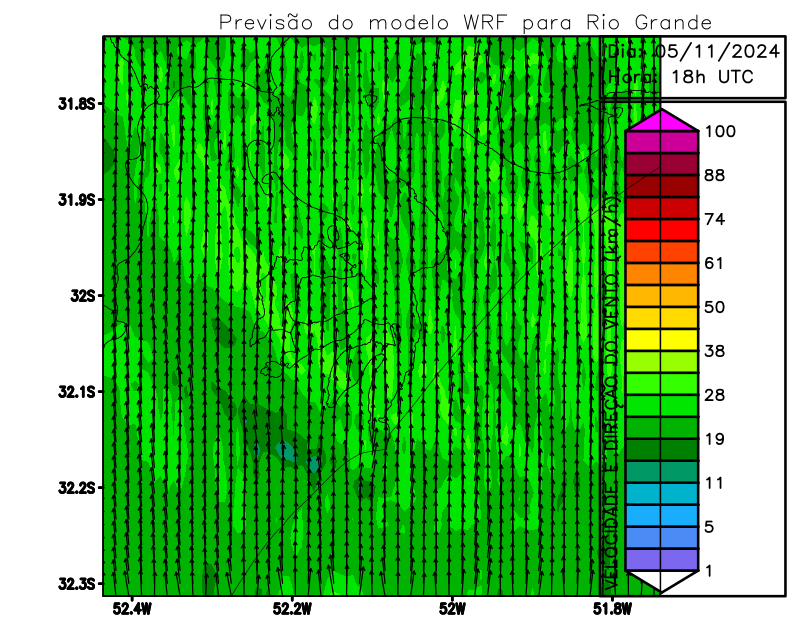 Previsão do modelo WRF para Rio Grande
Dia: 05/11/2024
Hora: 18h UTC
31.8S
31.9S
32S
32.1S
32.2S
32.3S
52.4W
52.2W
52W
51.8W
VELOCIDADE E DIREÇÃO DO VENTO (km/h)
100
88
74
61
50
38
28
19
11
5
1